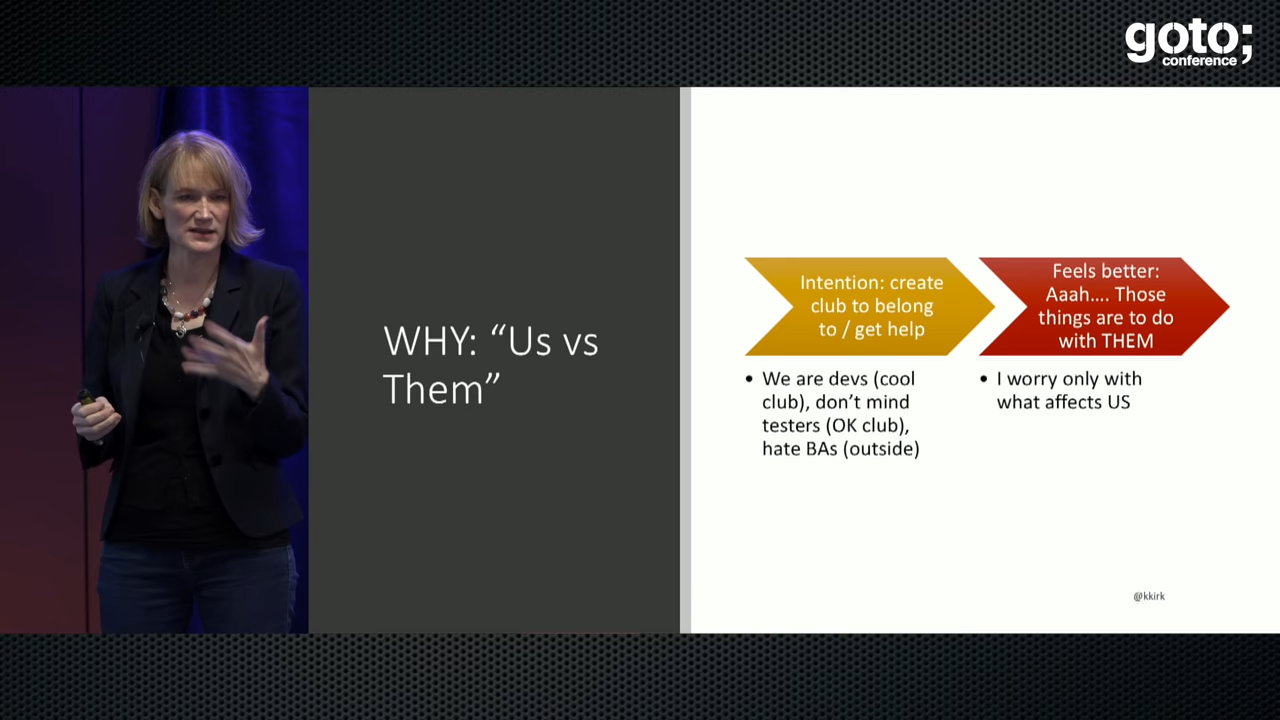 goto;
conference
WHY: “Us vs
Them”
Intention: create
club to belong
to / get help
• We are devs (cool
club), don’t mind
testers (OK club),
hate BAs (outside)
Feels better:
Aaah.... Those
things are to do
with THEM
• I worry only with
what affects US
@kkirk